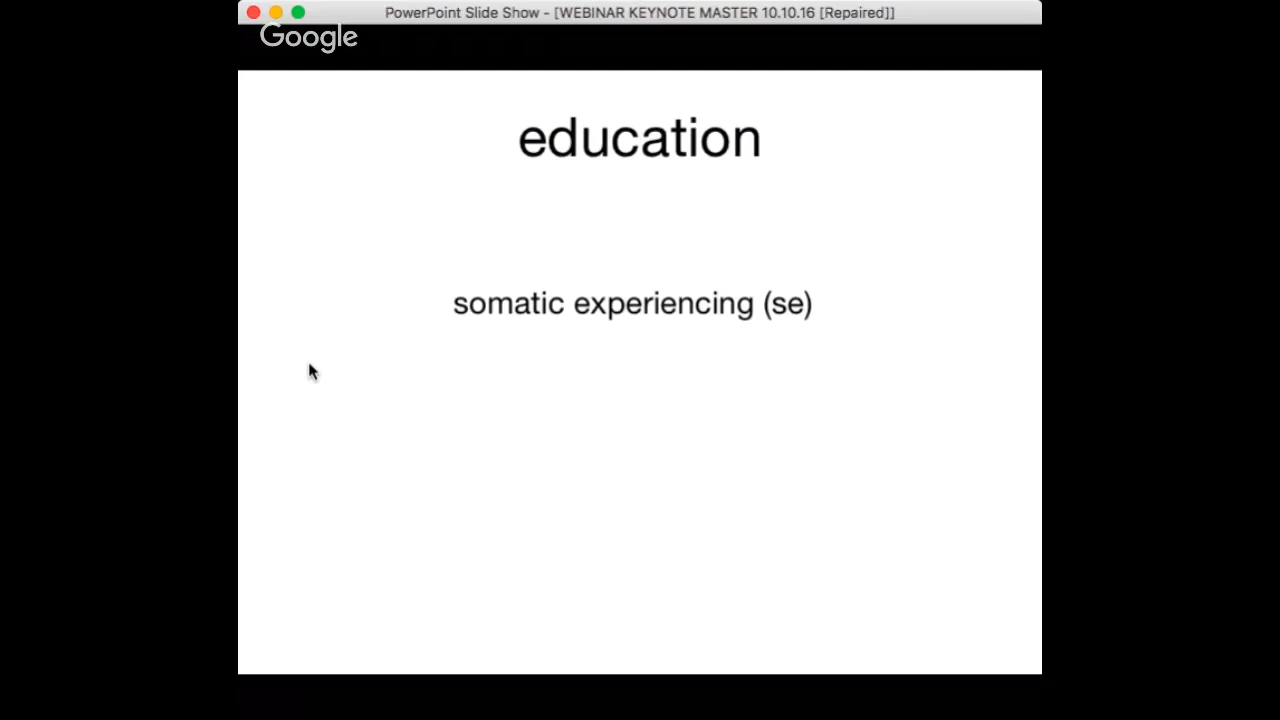 PowerPoint Slide Show - [WEBINAR KEYNOTE MASTER 10.10.16 [Repaired]]
Google
education
somatic experiencing (se)